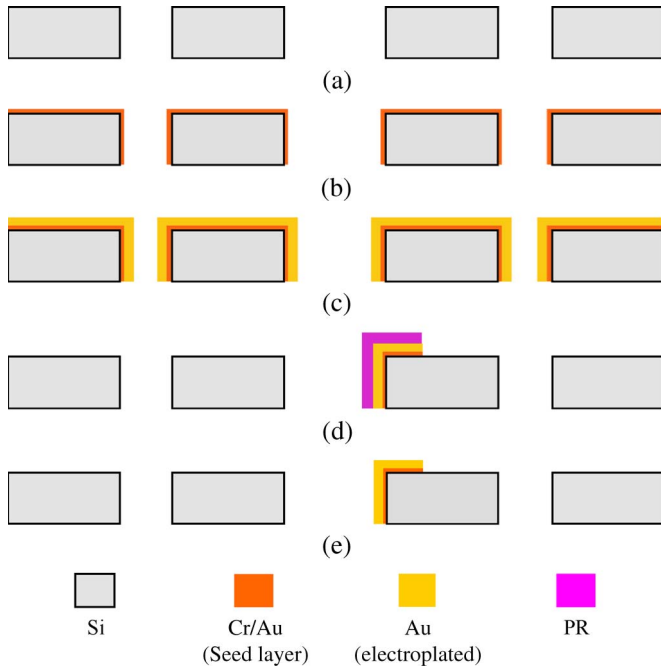 (a)
(b)
(c)
(d)
(e)
Si Cr/Au Au PR
(Seed layer) (electroplated)